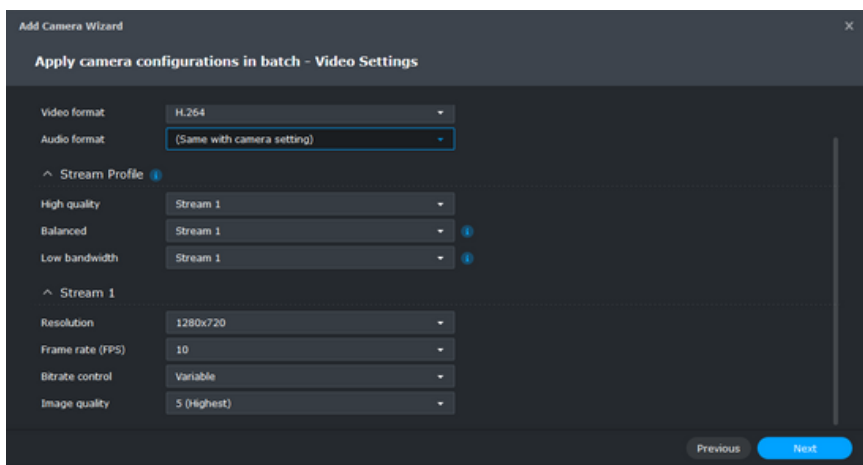 Add Camera Wizard
Apply camera configurations in batch - Video Settings
Video format H.264
Audio format (Same with camera setting)
Stream Profile
High quality Stream 1
Balanced Stream 1
Low bandwidth Stream 1
Stream 1
Resolution 1280x720
Frame rate (FPS) 10
Bitrate control Variable
Image quality 5 (Highest)
Previous Next